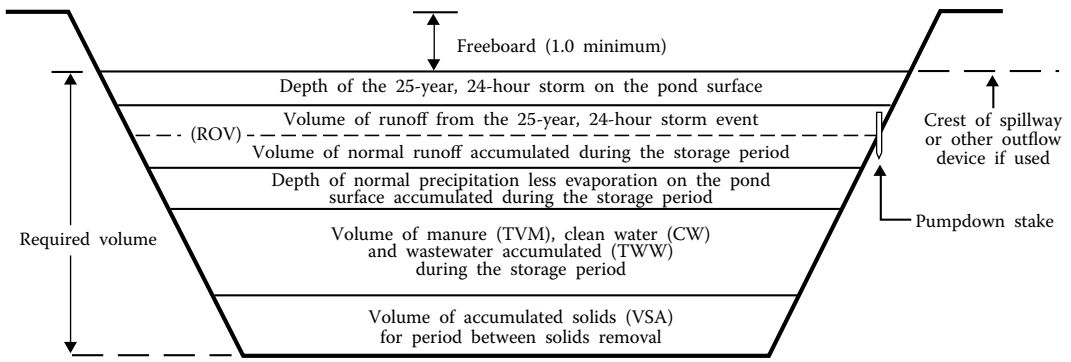 Freeboard (1.0 minimum)
Depth of the 25-year, 24-hour storm on the pond surface
Volume of runoff from the 25-year, 24-hour storm event
(ROV)
Volume of normal runoff accumulated during the storage period
Depth of normal precipitation less evaporation on the pond
surface accumulated during the storage period
Volume of manure (TVM), clean water (CW)
and wastewater accumulated (TWW)
during the storage period
Volume of accumulated solids (VSA)
for period between solids removal
Required volume
Crest of spillway
or other outflow
device if used
Pumpdown stake